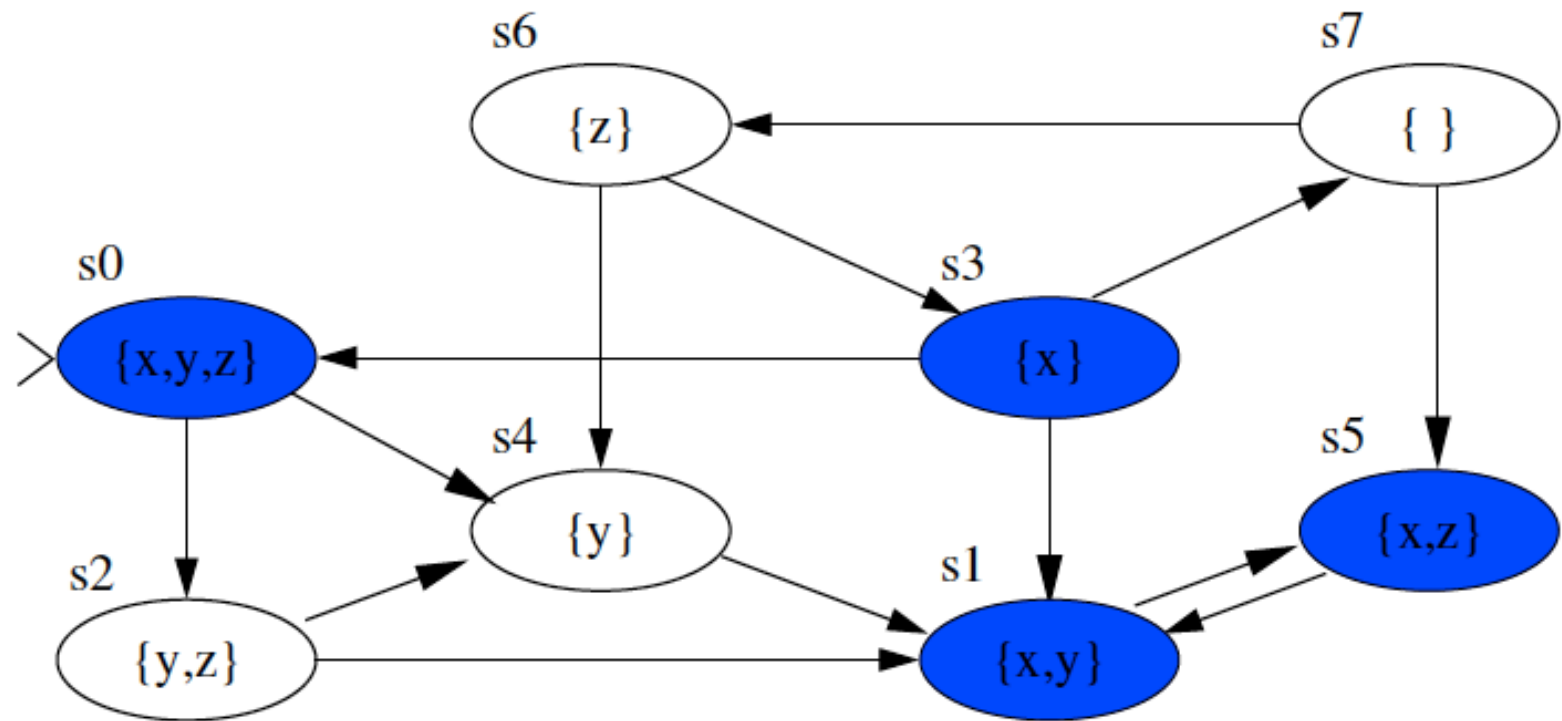 s6
s7
{z}
{ }
s0
s3
{x,y,z}
{x}
s4
s5
{y}
{x,z}
s2
s1
{y,z}
{x,y}